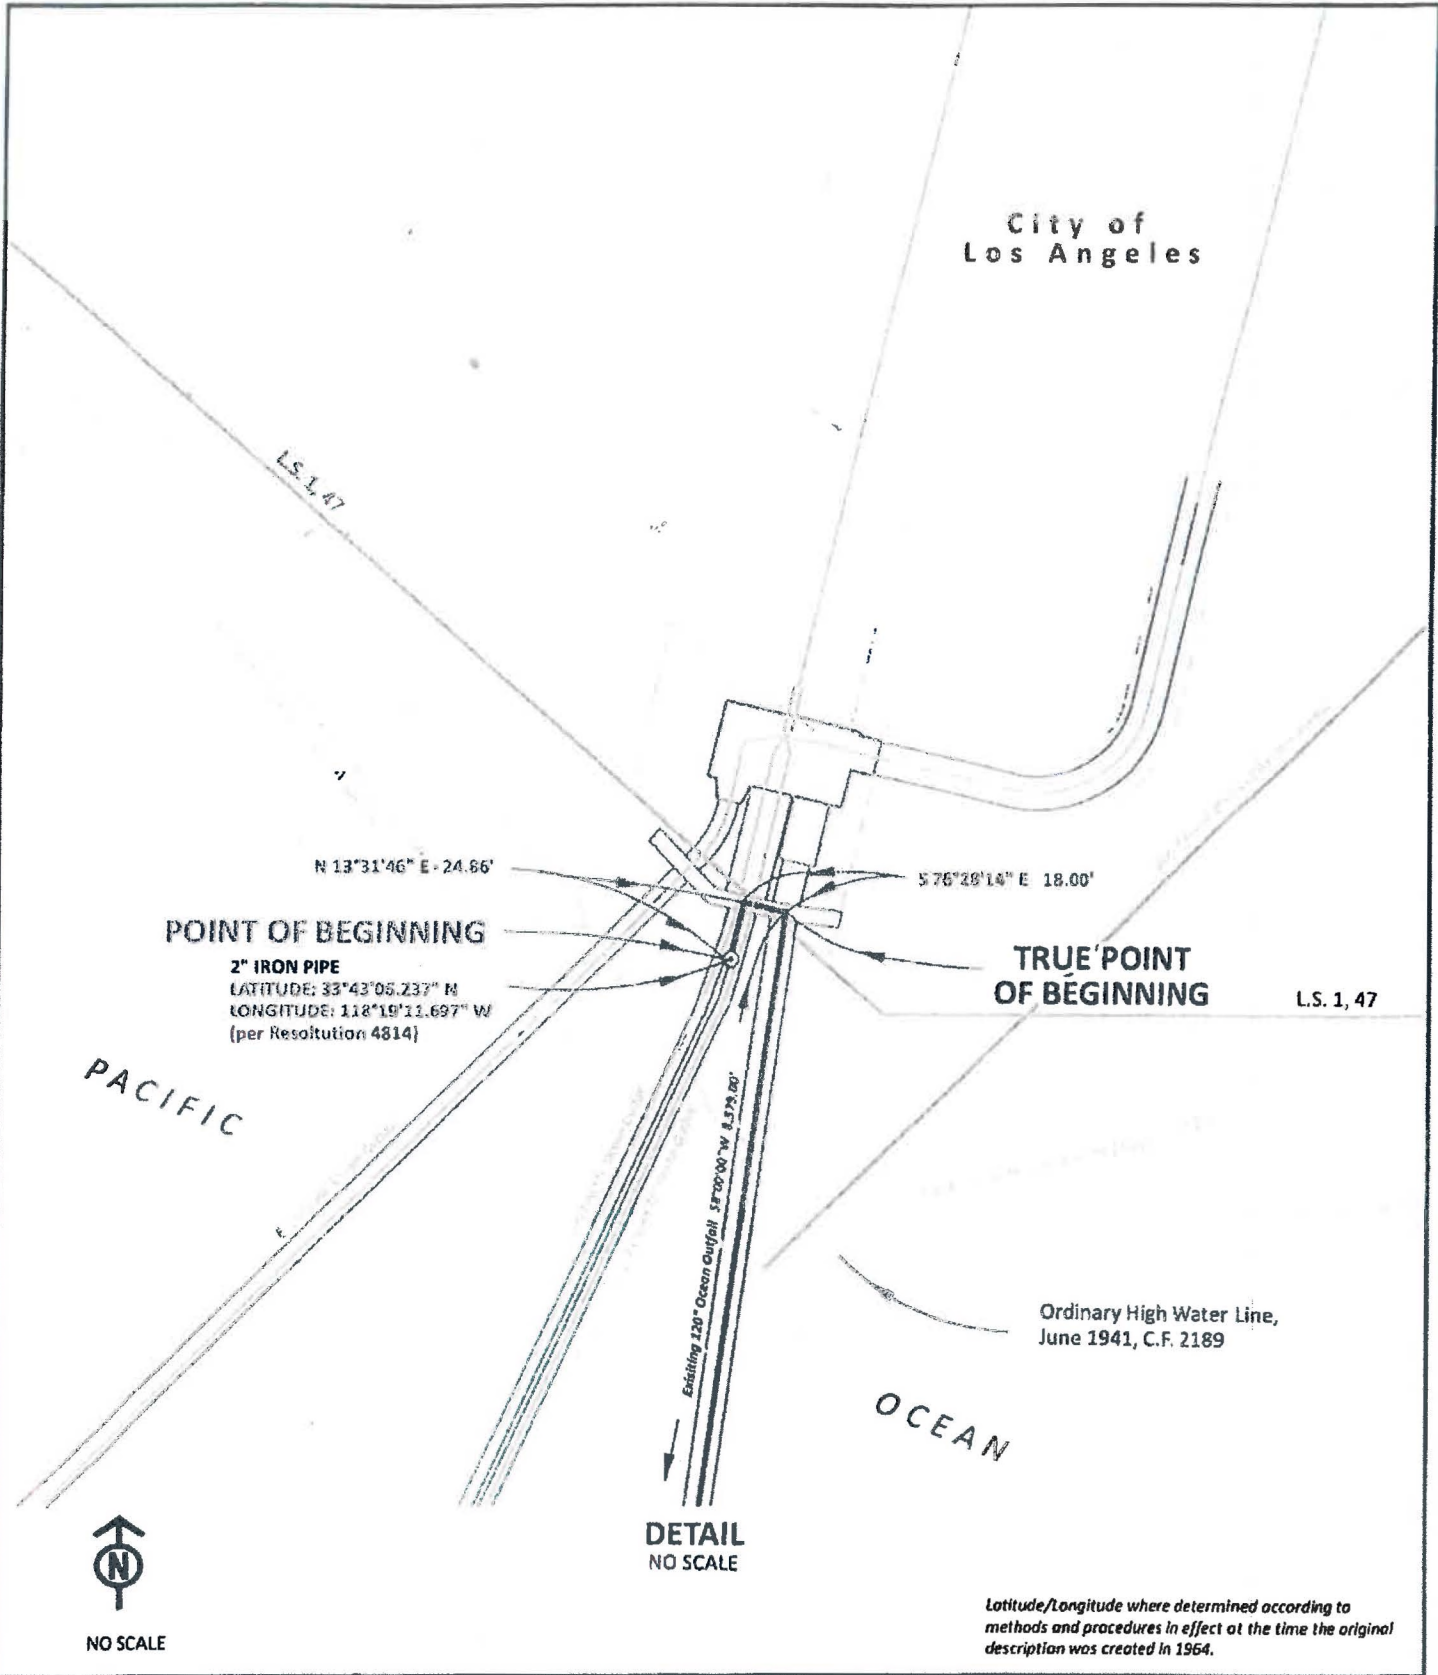 City of
Los Angeles
L.S. 1, 47
N 13°31'46" E - 24.86'
S 76°28'14" E 18.00'
POINT OF BEGINNING
2" IRON PIPE
LATITUDE: 33°43'06.237" N
LONGITUDE: 118°19'11.697" W
(per Resoltution 4814)
TRUE POINT
OF BEGINNING
L.S. 1, 47
PACIFIC
Exisiting 120" Ocean Outfall S8°00'00"W 8,579.00'
Ordinary High Water Line,
June 1941, C.F. 2189
OCEAN
DETAIL
NO SCALE
N
NO SCALE
Latitude/Longitude where determined according to
methods and procedures in effect at the time the original
description was created in 1964.